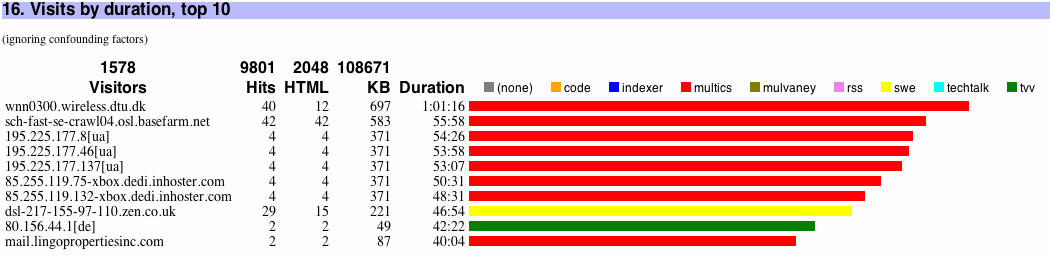 16. Visits by duration, top 10
(ignoring confounding factors)
1578 9801 2048 108671
Visitors Hits HTML KB Duration (none) code indexer multics mulvaney rss swe techtalk tvv
wnn0300.wireless.dtu.dk 40 12 697 1:01:16
sch-fast-se-crawl04.osl.basefarm.net 42 42 583 55:58
195.225.177.8[ua] 4 4 371 54:26
195.225.177.46[ua] 4 4 371 53:58
195.225.177.137[ua] 4 4 371 53:07
85.255.119.75-xbox.dedi.inhoster.com 4 4 371 50:31
85.255.119.132-xbox.dedi.inhoster.com 4 4 371 48:31
dsl-217-155-97-110.zen.co.uk 29 15 221 46:54
80.156.44.1[de] 2 2 49 42:22
mail.lingopropertiesinc.com 2 2 87 40:04